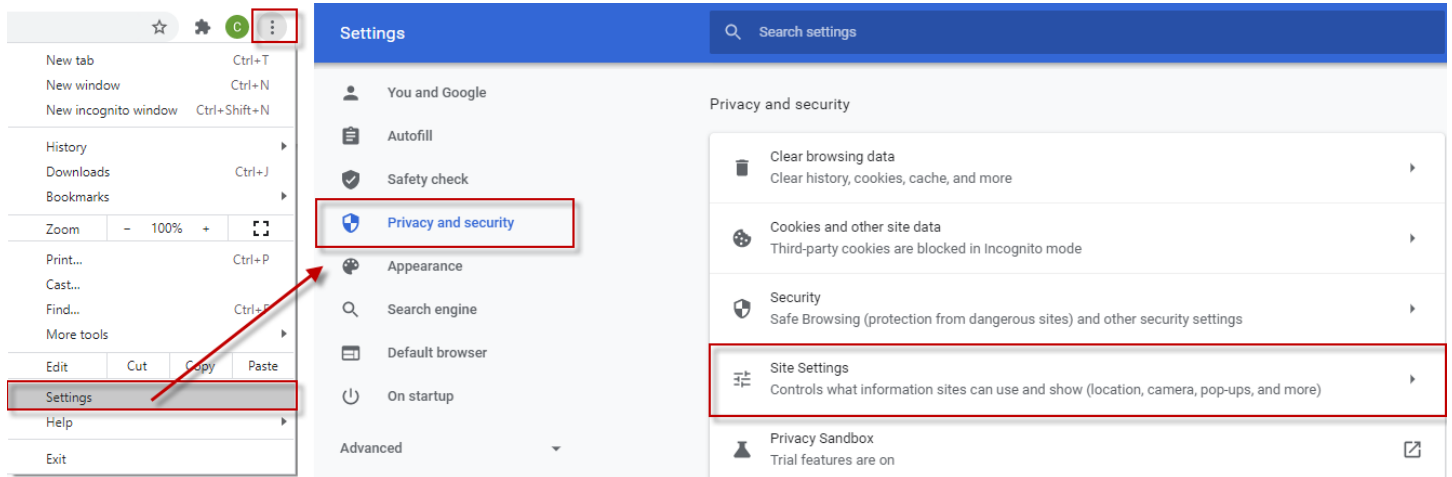 C
New tab Ctrl+T
New window Ctrl+N
New incognito window Ctrl+Shift+N
History
Downloads Ctrl+J
Bookmarks
Zoom - 100% +
Print... Ctrl+P
Cast...
Find...
More tools
Edit Cut Copy Paste
Settings
Help
Exit
Settings
Search settings
You and Google
Autofill
Safety check
Privacy and security
Appearance
Search engine
Default browser
On startup
Advanced
Privacy and security
Clear browsing data
Clear history, cookies, cache, and more
Cookies and other site data
Third-party cookies are blocked in Incognito mode
Security
Safe Browsing (protection from dangerous sites) and other security settings
Site Settings
Controls what information sites can use and show (location, camera, pop-ups, and more)
Privacy Sandbox
Trial features are on